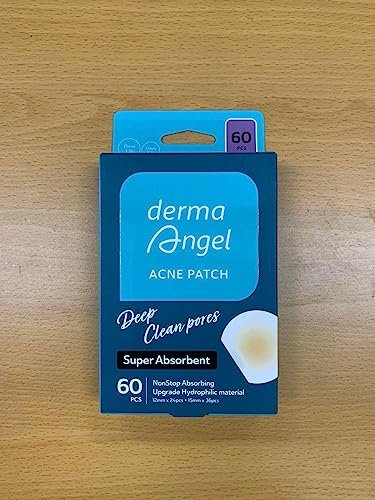 60
PCS
derma
Angel
ACNE PATCH
Deep
Clean pores
Super Absorbent
60
PCS
NonStop Absorbing
Upgrade Hydrophilic material
12mm x 24pcs • 15mm x 36pcs